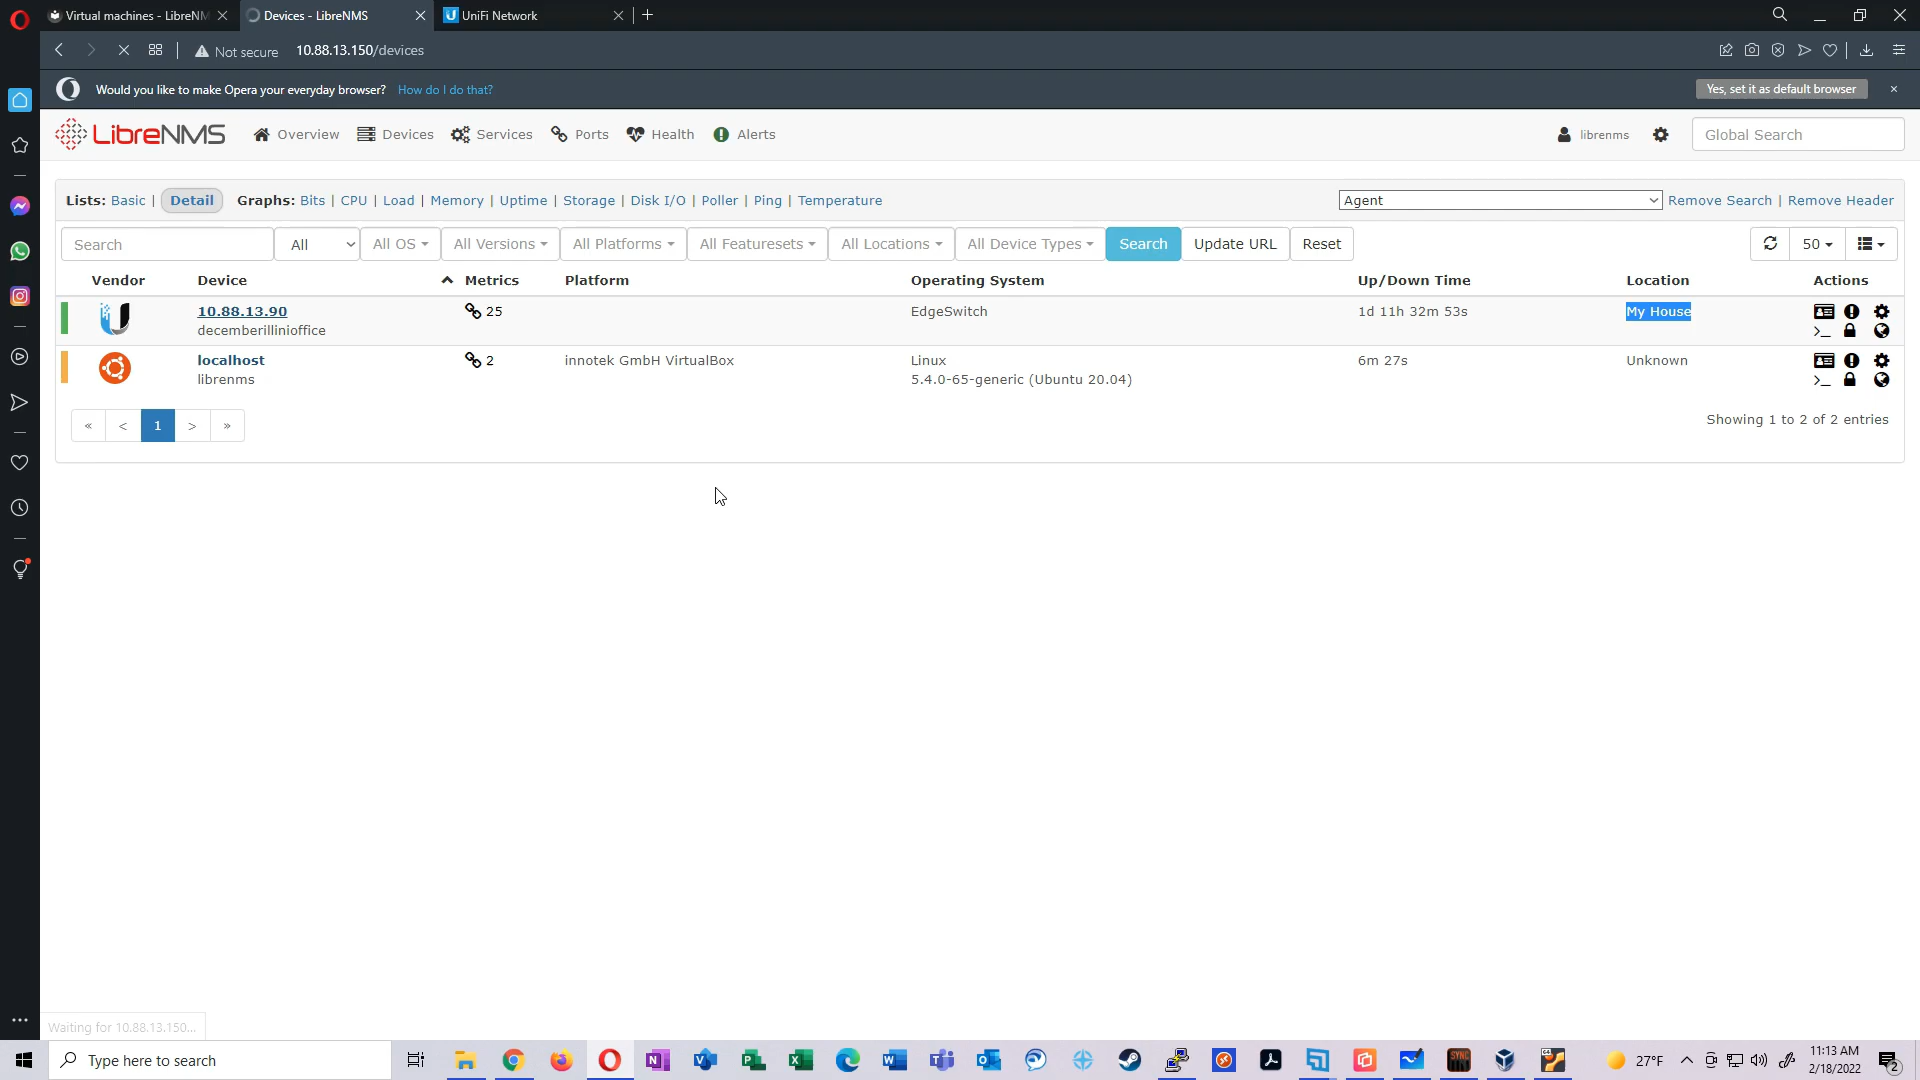 Virtual machines - LibreNM
Devices - LibreNMS
UniFi Network
Not secure
10.88.13.150/devices
Would you like to make Opera your everyday browser? How do I do that?
Yes, set it as default browser
LibreNMS
Overview
Devices
Services
Ports
Health
Alerts
librenms
Global Search
Lists: Basic | Detail Graphs: Bits | CPU | Load | Memory | Uptime | Storage | Disk I/O | Poller | Ping | Temperature
Agent
Remove Search | Remove Header
Search
All
All OS
All Versions
All Platforms
All Featuresets
All Locations
All Device Types
Search
Update URL
Reset
50
Vendor Device Metrics Platform Operating System Up/Down Time Location Actions
10.88.13.90 25 EdgeSwitch 1d 11h 32m 53s My House
decemberillinioffice
localhost 2 innotek GmbH VirtualBox Linux 6m 27s Unknown
librenms 5.4.0-65-generic (Ubuntu 20.04)
« < 1 > »
Showing 1 to 2 of 2 entries
Waiting for 10.88.13.150...
Type here to search
27°F
11:13 AM
2/18/2022
2